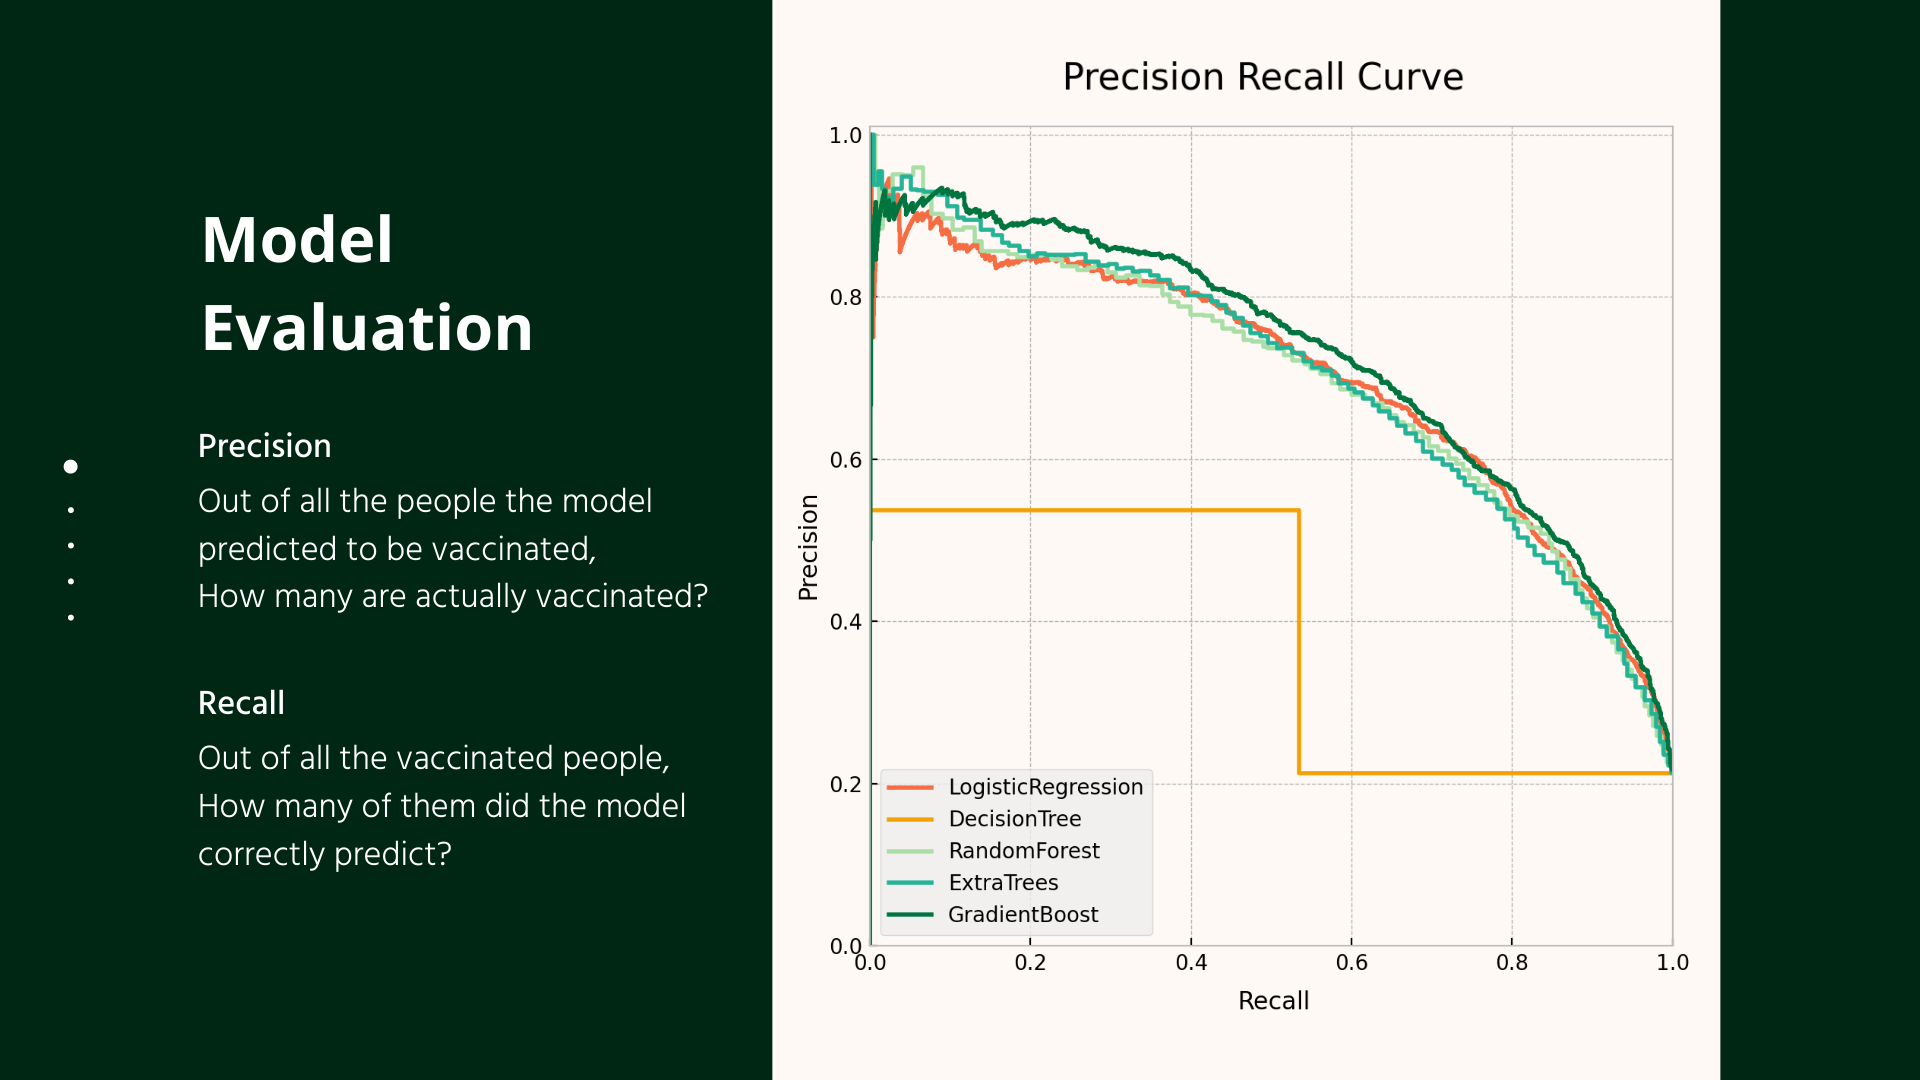 Model
Evaluation
Precision
Out of all the people the model
predicted to be vaccinated,
How many are actually vaccinated?
Recall
Out of all the vaccinated people,
How many of them did the model
correctly predict?
Precision Recall Curve
1.0
0.8
0.6
0.4
0.2
0.0
Precision
LogisticRegression
DecisionTree
RandomForest
ExtraTrees
GradientBoost
0.0 0.2 0.4 0.6 0.8 1.0
Recall